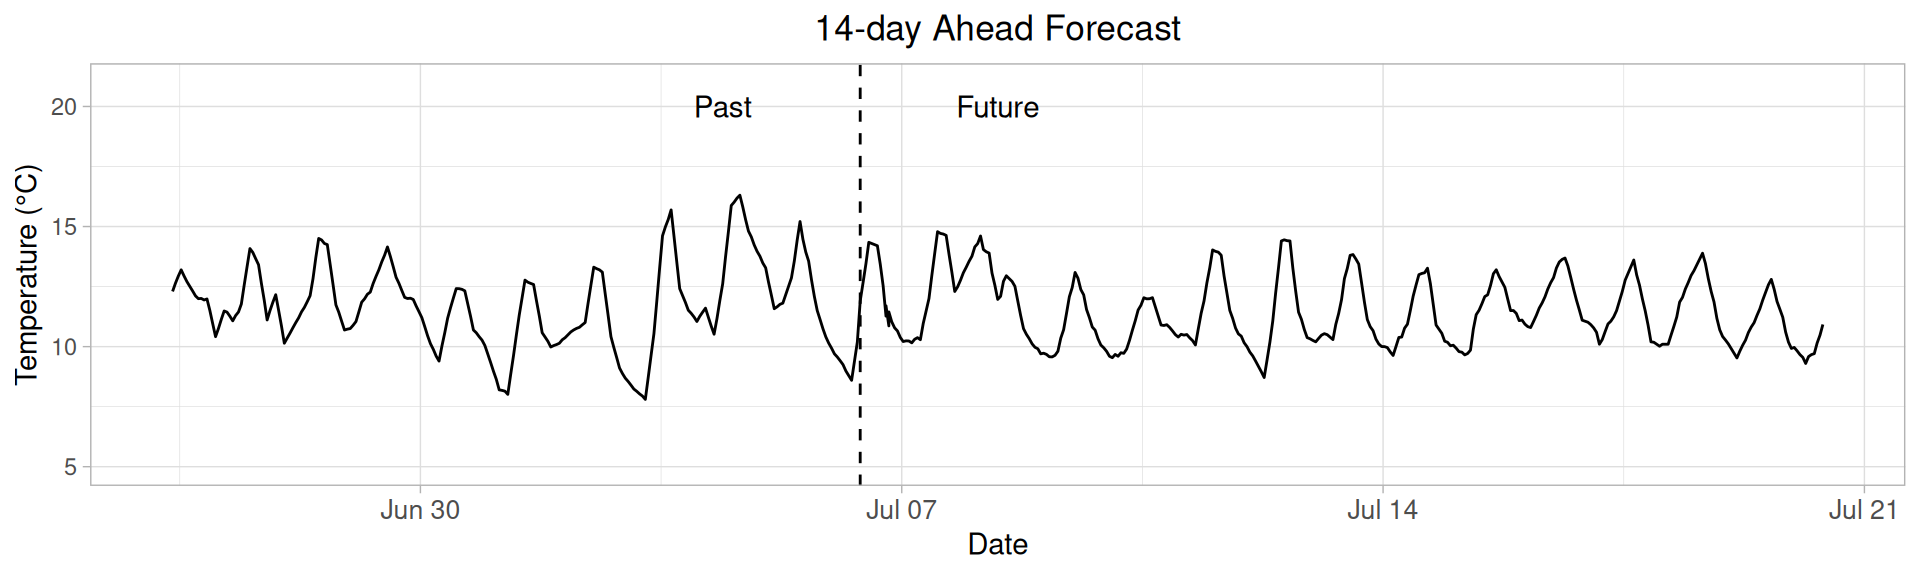 14-day Ahead Forecast
Past
Future
20
15
10
5
Temperature (°C)
Jun 30
Jul 07
Jul 14
Jul 21
Date